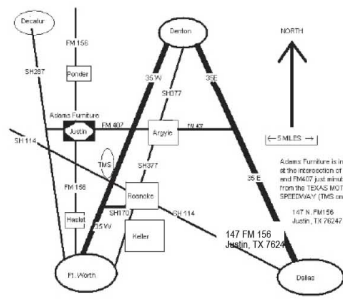 Decatur
FM 156
Denton
NORTH
SH287
Ponder
35 W
SH377
35E
Adams Furniture
Justin
FM 407
Argyle
FM 407
5 MILES
SH 114
TMS
SH377
Adams Furniture is in
at the intersection of
and FM407 just minut
from the TEXAS MOT
SPEEDWAY (TMS on
FM 156
35 E
Roanoke
147 N. FM156
Justin, TX 76247
Haslet
SH170
SH 114
35 W
Keller
147 FM 156
Justin, TX 76247
Ft. Worth
Dallas